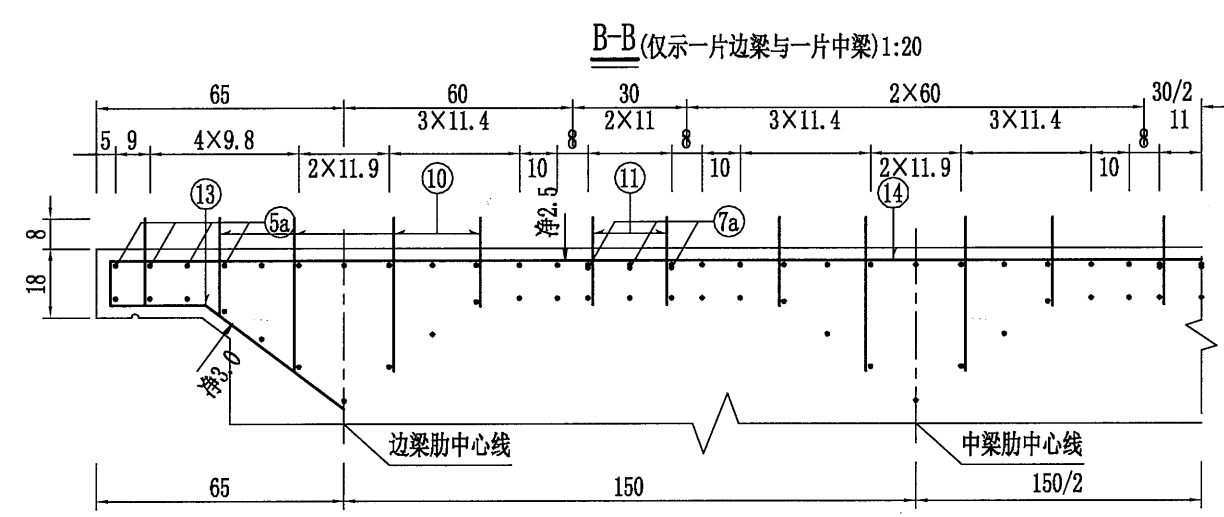 B-B(仅示一片边梁与一片中梁)1:20
65 60 30 2×60 30/2
3×11.4 2×11 3×11.4 3×11.4 11
5 9 4×9.8 2×11.9 10 8 8 10 2×11.9 10 8
13 5a 10 净2.5 11 7a 14
8
18
净3.0
边梁肋中心线 中梁肋中心线
65 150 150/2